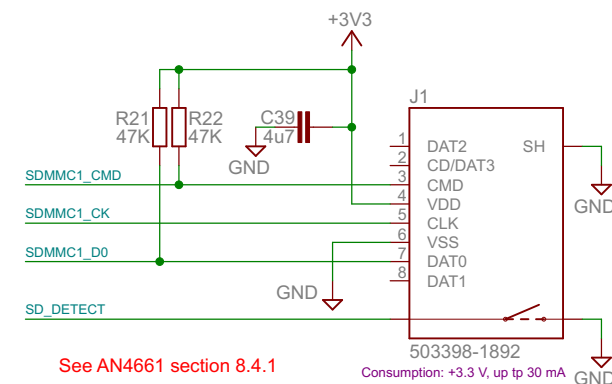 +3V3
J1
R21 R22 C39
47K 47K 4u7
GND
1 DAT2 SH
2 CD/DAT3
SDMMC1_CMD 3 CMD
4 VDD GND
SDMMC1_CK 5 CLK
6 VSS
SDMMC1_D0 7 DAT0
8 DAT1
GND
SD_DETECT
503398-1892
See AN4661 section 8.4.1
Consumption: +3.3 V, up tp 30 mA
GND